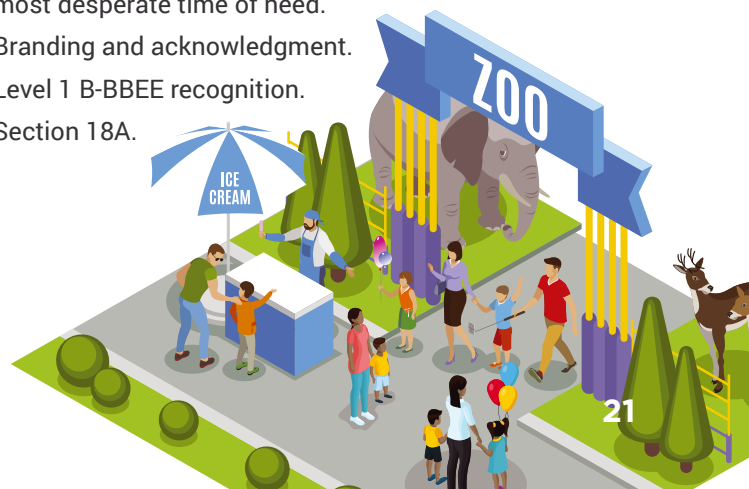 most desperate time of need.
Branding and acknowledgment.
Level 1 B-BBEE recognition.
Section 18A.
ZOO
ICE
CREAM
21